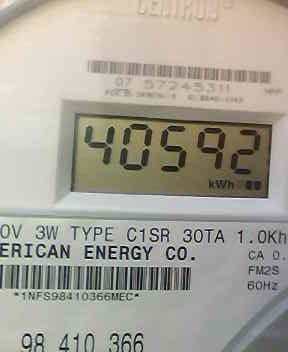 CENTRON
07 57245311
40592
kWh
0V 3W TYPE C1SR 30TA 1.0Kh
ERICAN ENERGY CO.
CA 0.
FM2S
60Hz
*1NFS98410366MEC*
98 410 366